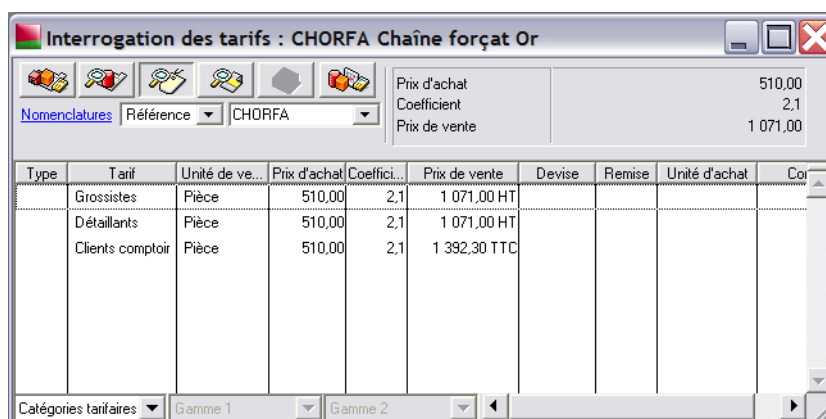 Interrogation des tarifs : CHORFA Chaîne forçat Or
Prix d'achat 510,00
Coefficient 2,1
Prix de vente 1 071,00
Nomenclatures Référence CHORFA
Type Tarif Unité de ve... Prix d'achat Coeffici... Prix de vente Devise Remise Unité d'achat Co
Grossistes Pièce 510,00 2,1 1 071,00 HT
Détaillants Pièce 510,00 2,1 1 071,00 HT
Clients comptoir Pièce 510,00 2,1 1 392,30 TTC
Catégories tarifaires Gamme 1 Gamme 2